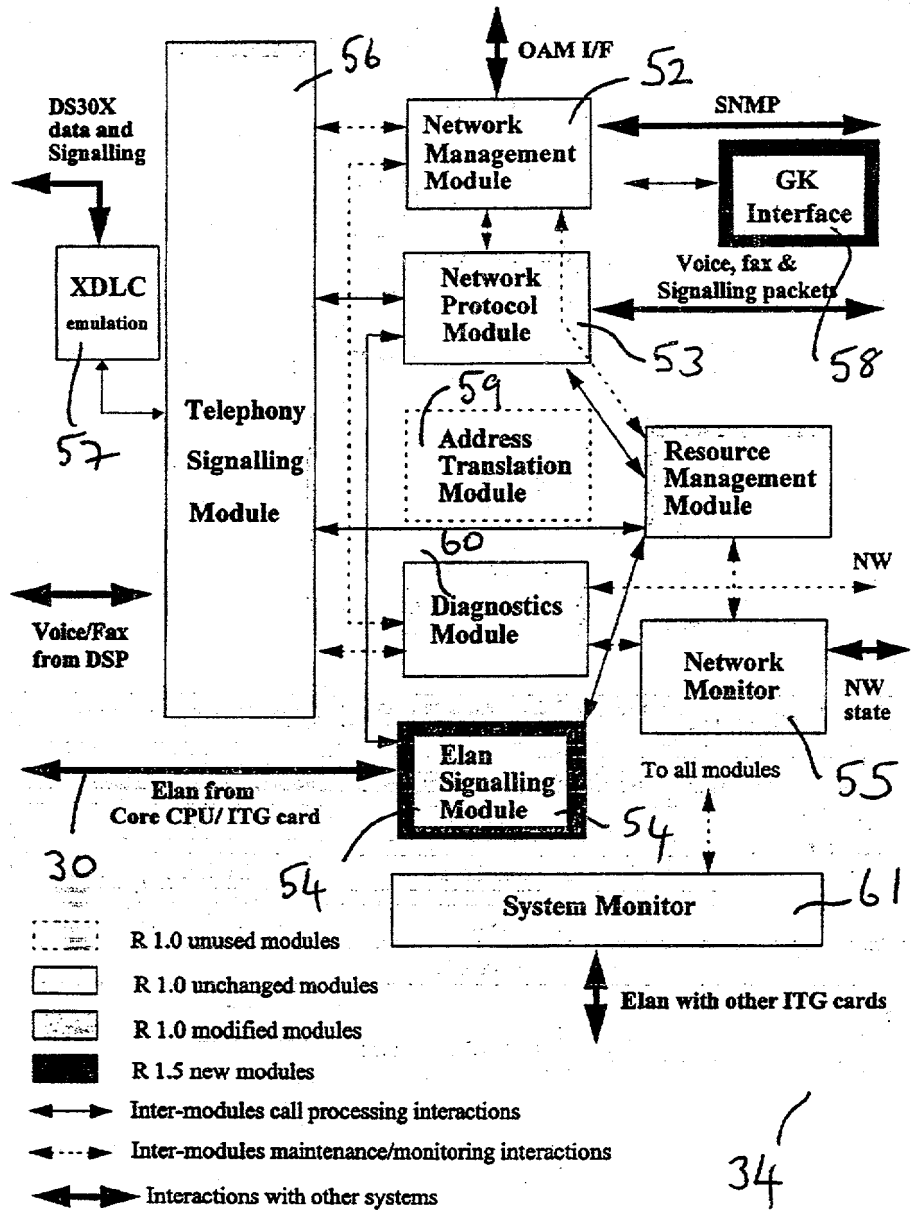 56
OAM I/F
52
DS30X
data and
Signalling
Network
Management
Module
SNMP
GK
Interface
XDLC
emulation
Network
Protocol
Module
Voice, fax &
Signalling packets
53
58
57
59
Telephony
Signalling
Module
Address
Translation
Module
Resource
Management
Module
60
NW
Diagnostics
Module
Voice/Fax
from DSP
Network
Monitor
NW
state
Elan
Signalling
Module
To all modules
55
Elan from
Core CPU/ ITG card
54
54
30
System Monitor
61
R 1.0 unused modules
R 1.0 unchanged modules
Elan with other ITG cards
R 1.0 modified modules
R 1.5 new modules
Inter-modules call processing interactions
Inter-modules maintenance/monitoring interactions
34
Interactions with other systems